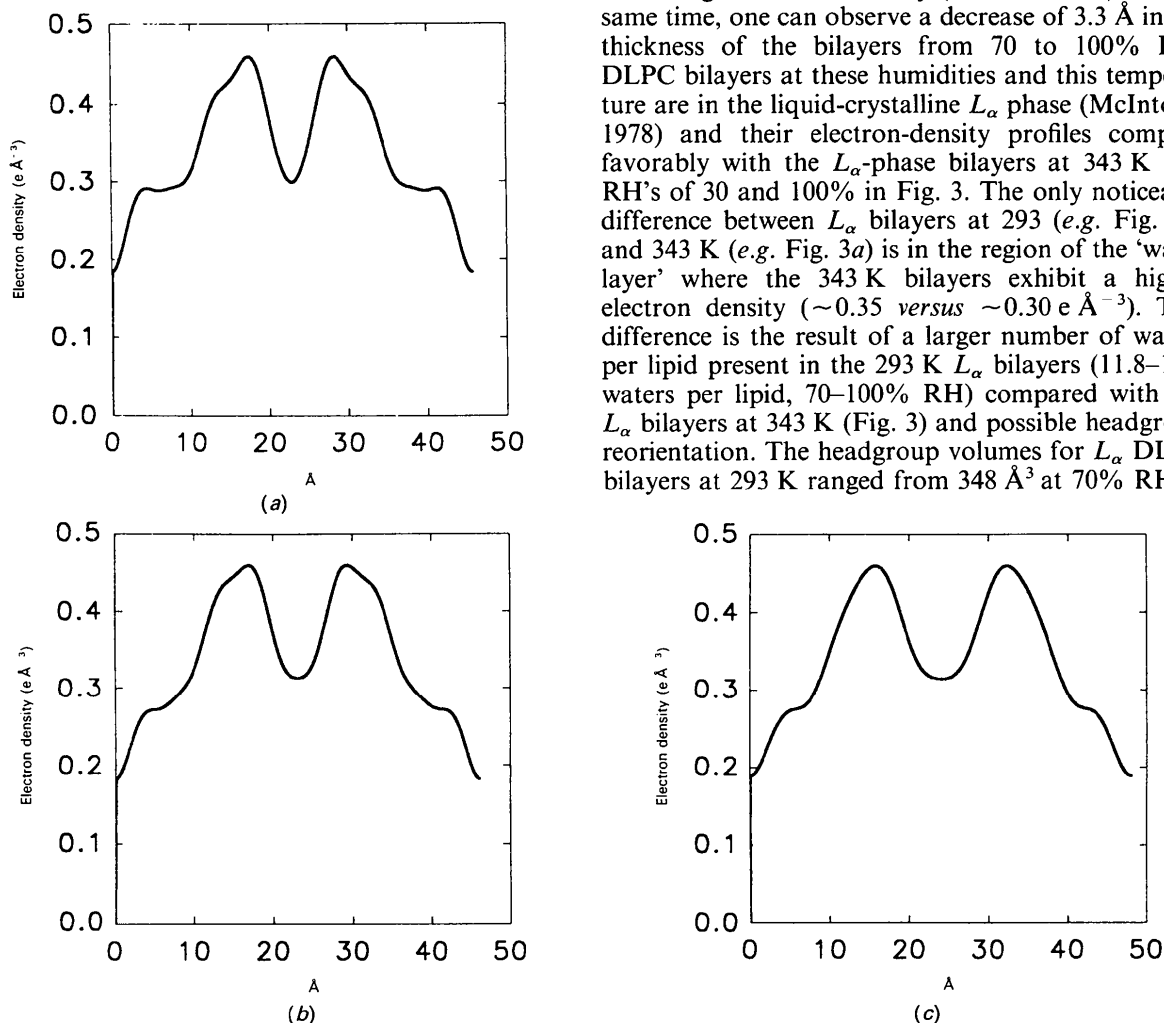 0.5
0.4
0.3
0.2
0.1
0.0
Electron density (e Å⁻³)
0 10 20 30 40 50
Å
(a)
same time, one can observe a decrease of 3.3 Å in
thickness of the bilayers from 70 to 100%
DLPC bilayers at these humidities and this tempe
ture are in the liquid-crystalline Lα phase (McInto
1978) and their electron-density profiles comp
favorably with the Lα-phase bilayers at 343 K
RH's of 30 and 100% in Fig. 3. The only noticea
difference between Lα bilayers at 293 (e.g. Fig.
and 343 K (e.g. Fig. 3a) is in the region of the 'wa
layer' where the 343 K bilayers exhibit a hig
electron density (~0.35 versus ~0.30 e Å⁻³). T
difference is the result of a larger number of wa
per lipid present in the 293 K Lα bilayers (11.8–1
waters per lipid, 70–100% RH) compared with
Lα bilayers at 343 K (Fig. 3) and possible headgr
reorientation. The headgroup volumes for Lα DL
bilayers at 293 K ranged from 348 Å³ at 70% RH
0.5
0.4
0.3
0.2
0.1
0.0
Electron density (e Å ³)
0 10 20 30 40 50
Å
(b)
0.5
0.4
0.3
0.2
0.1
0.0
Electron density (e Å ³)
0 10 20 30 40 50
Å
(c)